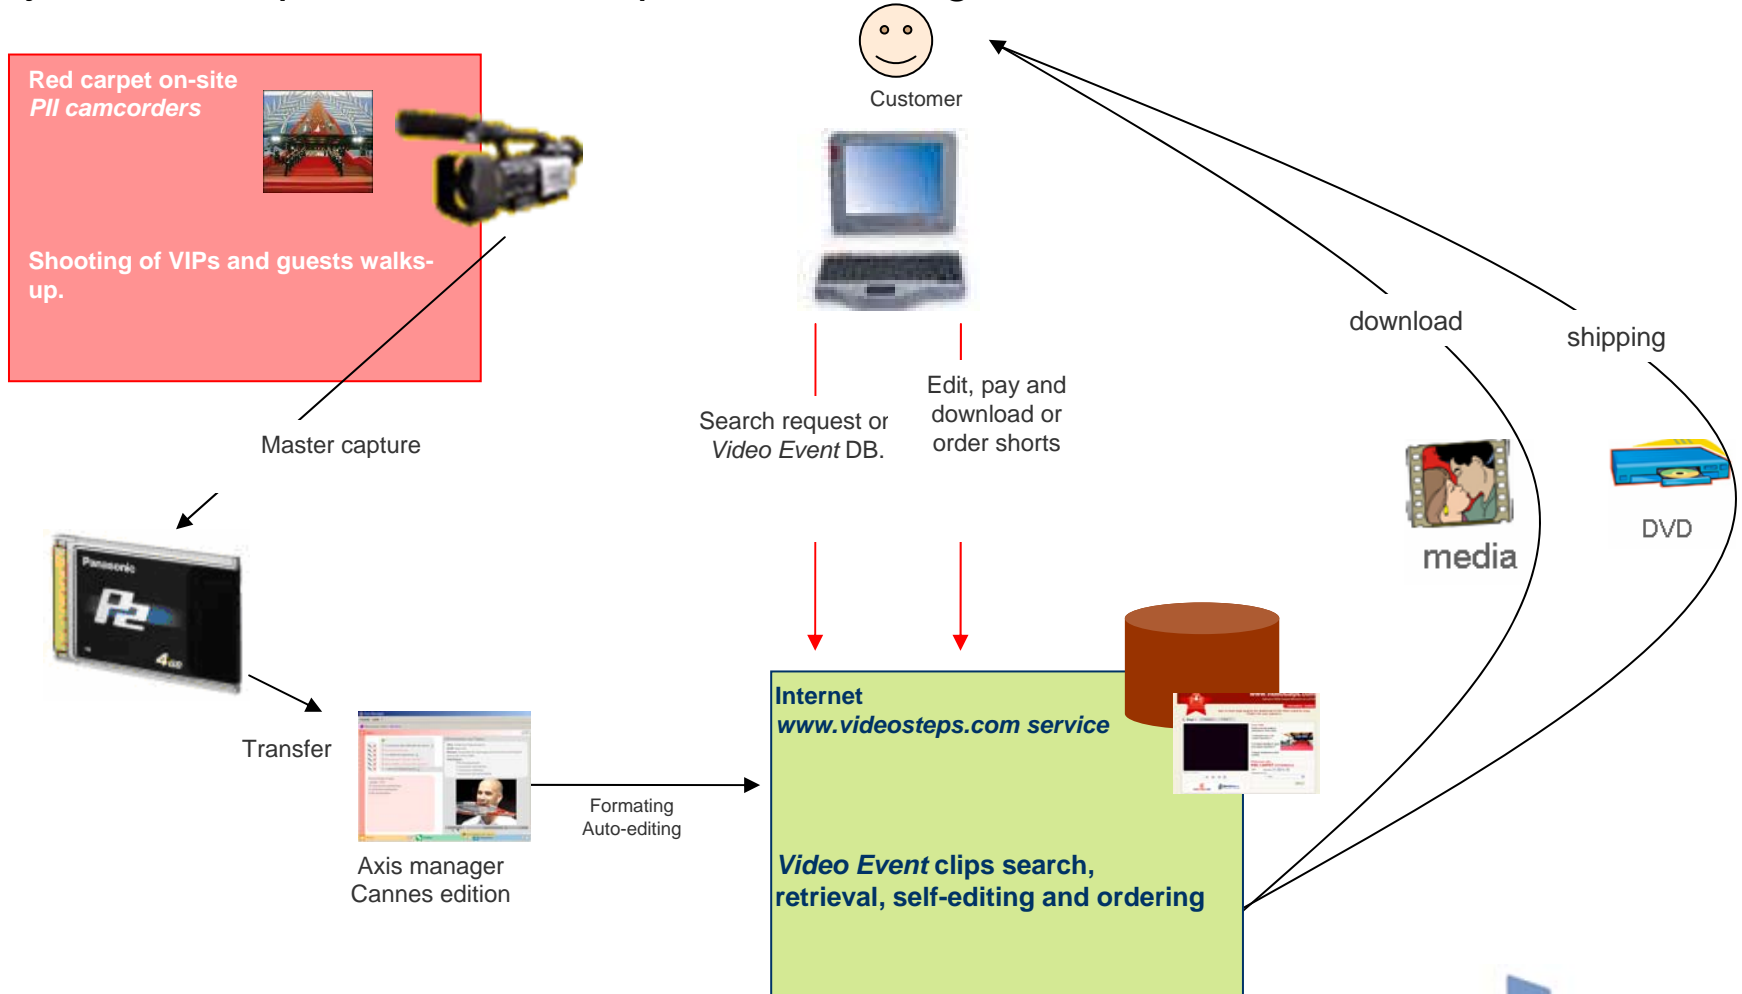 Red carpet on-site
PII camcorders
Shooting of VIPs and guests walks-
up.
Customer
download
shipping
Edit, pay and
download or
order shorts
Search request or
Video Event DB.
Master capture
media
DVD
Panasonic
P2
4GB
Transfer
Internet
www.videosteps.com service
Formating
Auto-editing
Axis manager
Cannes edition
Video Event clips search,
retrieval, self-editing and ordering